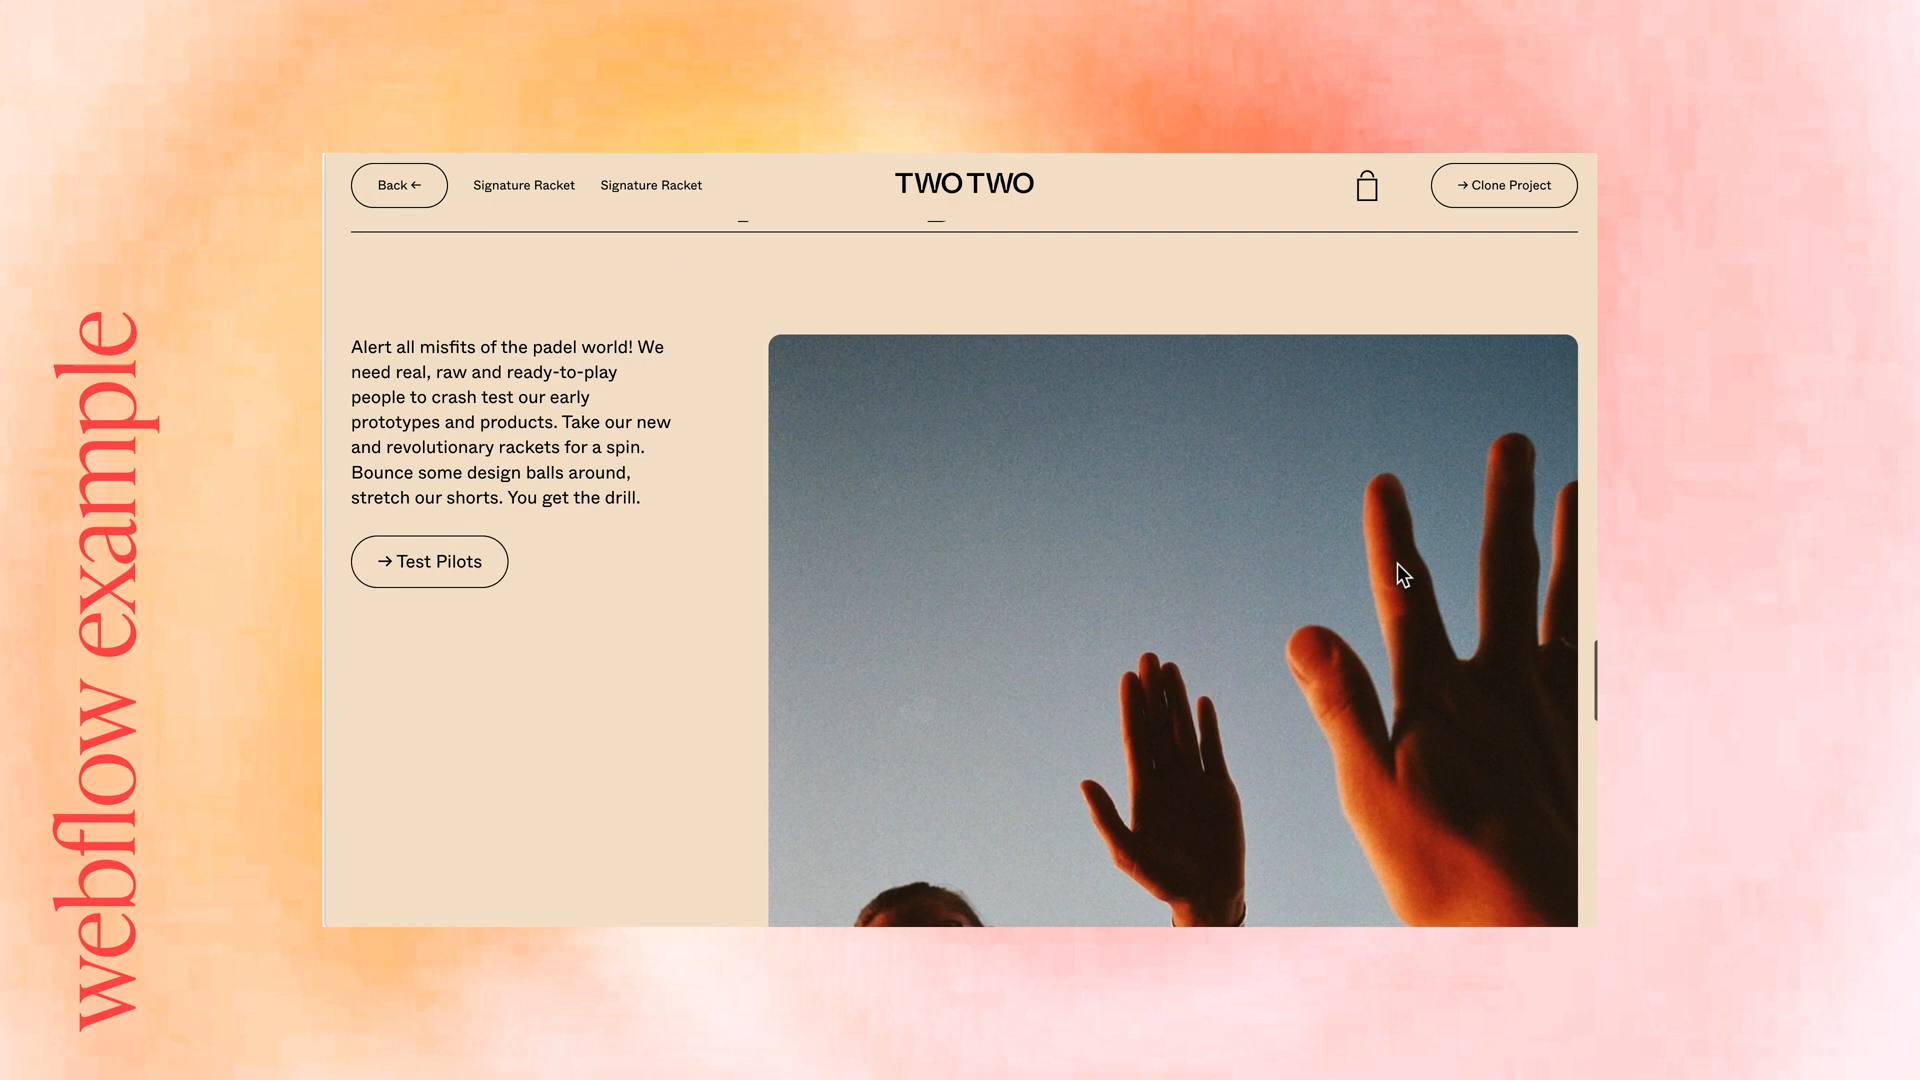 webflow example
Back ←
Signature Racket
Signature Racket
TWO TWO
→ Clone Project
Alert all misfits of the padel world! We
need real, raw and ready-to-play
people to crash test our early
prototypes and products. Take our new
and revolutionary rackets for a spin.
Bounce some design balls around,
stretch our shorts. You get the drill.
→ Test Pilots